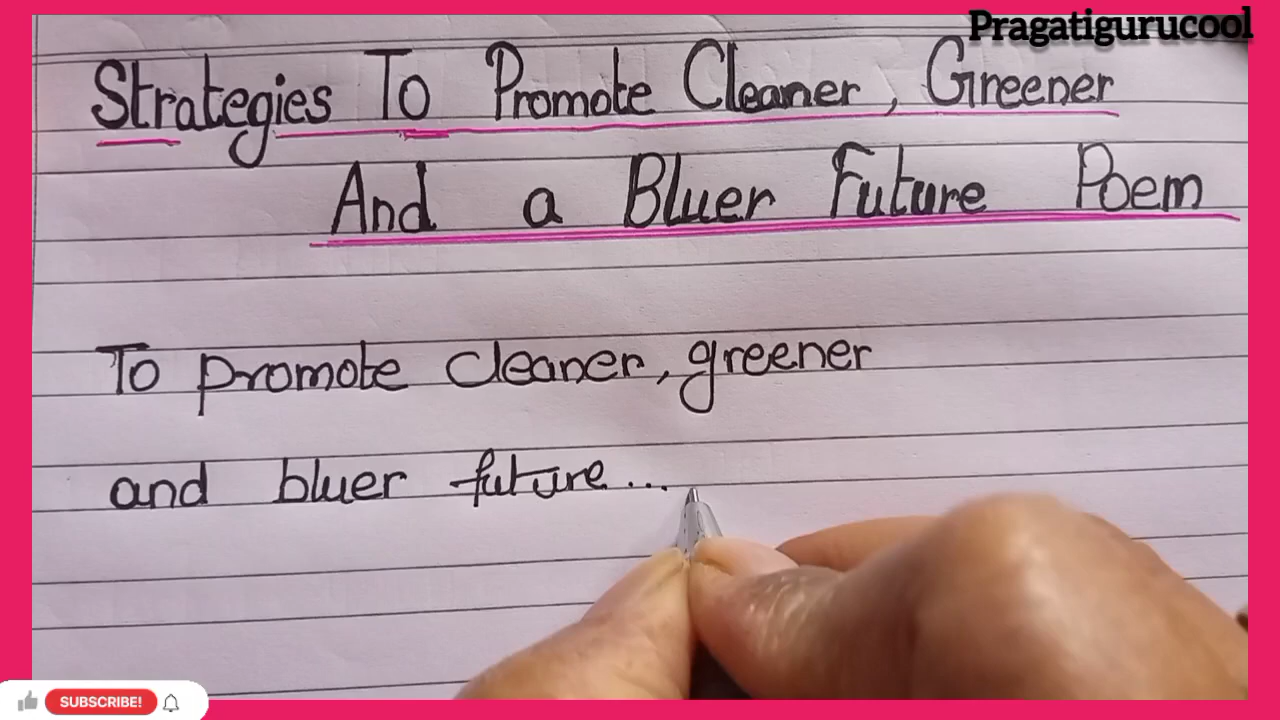 Pragatigurucool
Strategies To Promote Cleaner, Greener
And a Bluer Future Poem
To promote cleaner, greener
and bluer future...
SUBSCRIBE!